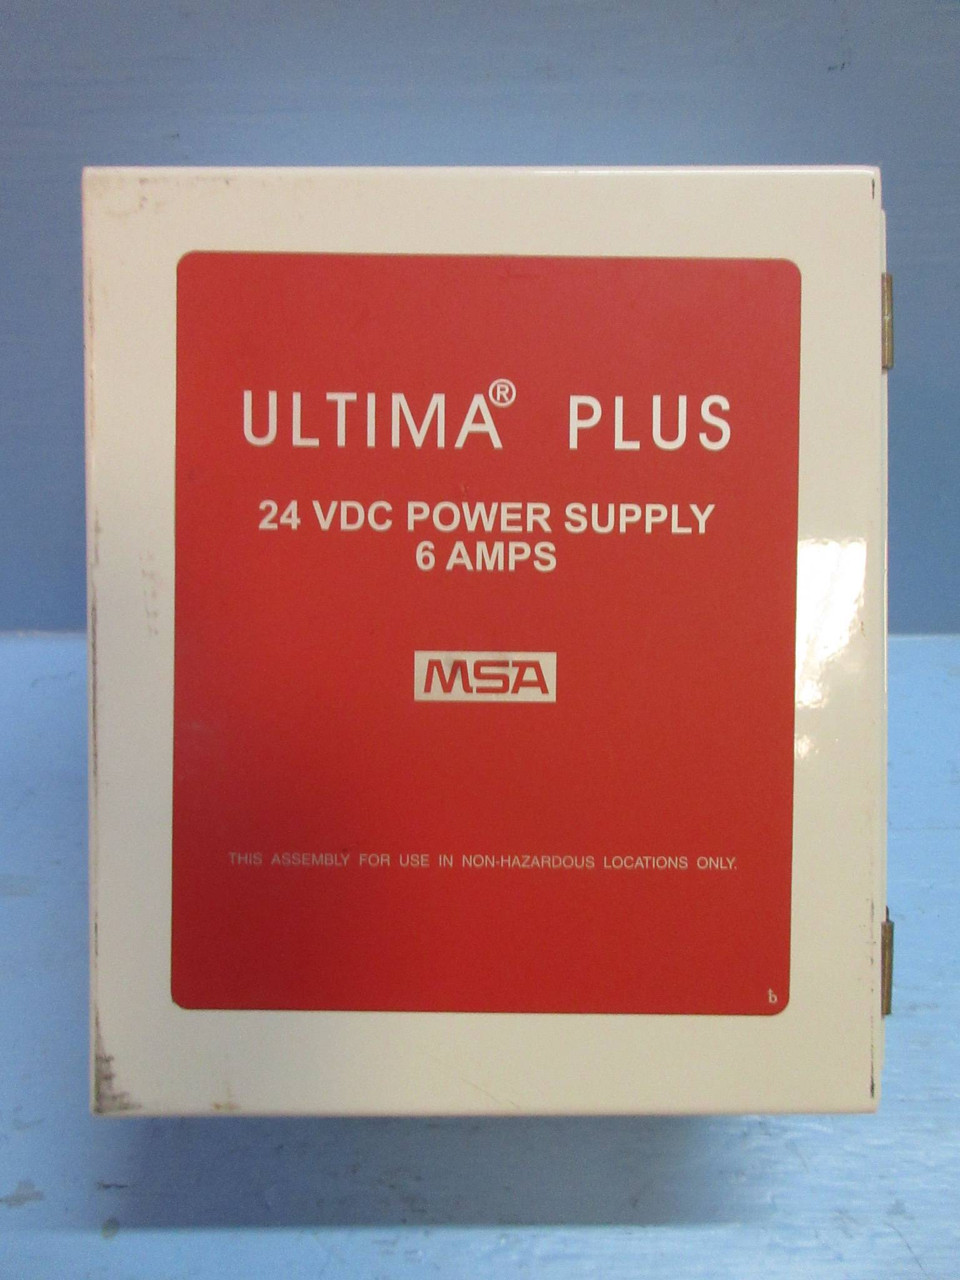 ULTIMA® PLUS
24 VDC POWER SUPPLY
6 AMPS
MSA
THIS ASSEMBLY FOR USE IN NON-HAZARDOUS LOCATIONS ONLY.